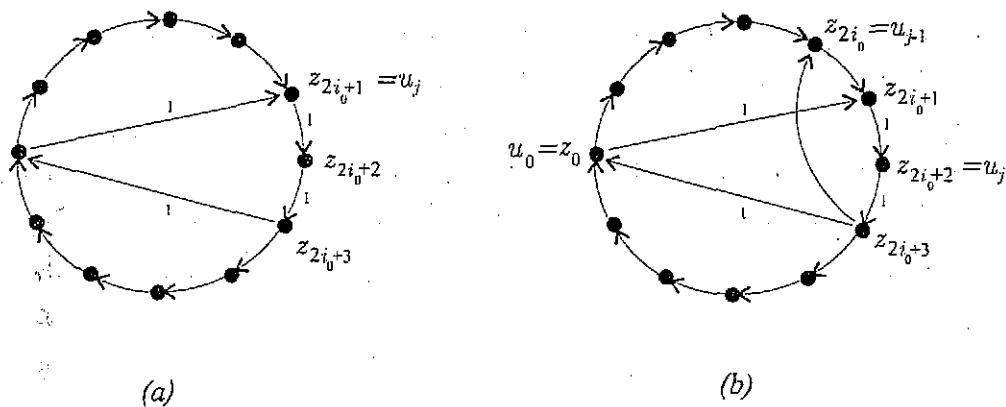 z_{2i_0+1} = u_j
1
1
z_{2i_0+2}
1
1
z_{2i_0+3}
(a)
z_{2i_0} = u_{j-1}
z_{2i_0+1}
1
1
u_0 = z_0
z_{2i_0+2} = u_j
1
1
z_{2i_0+3}
(b)